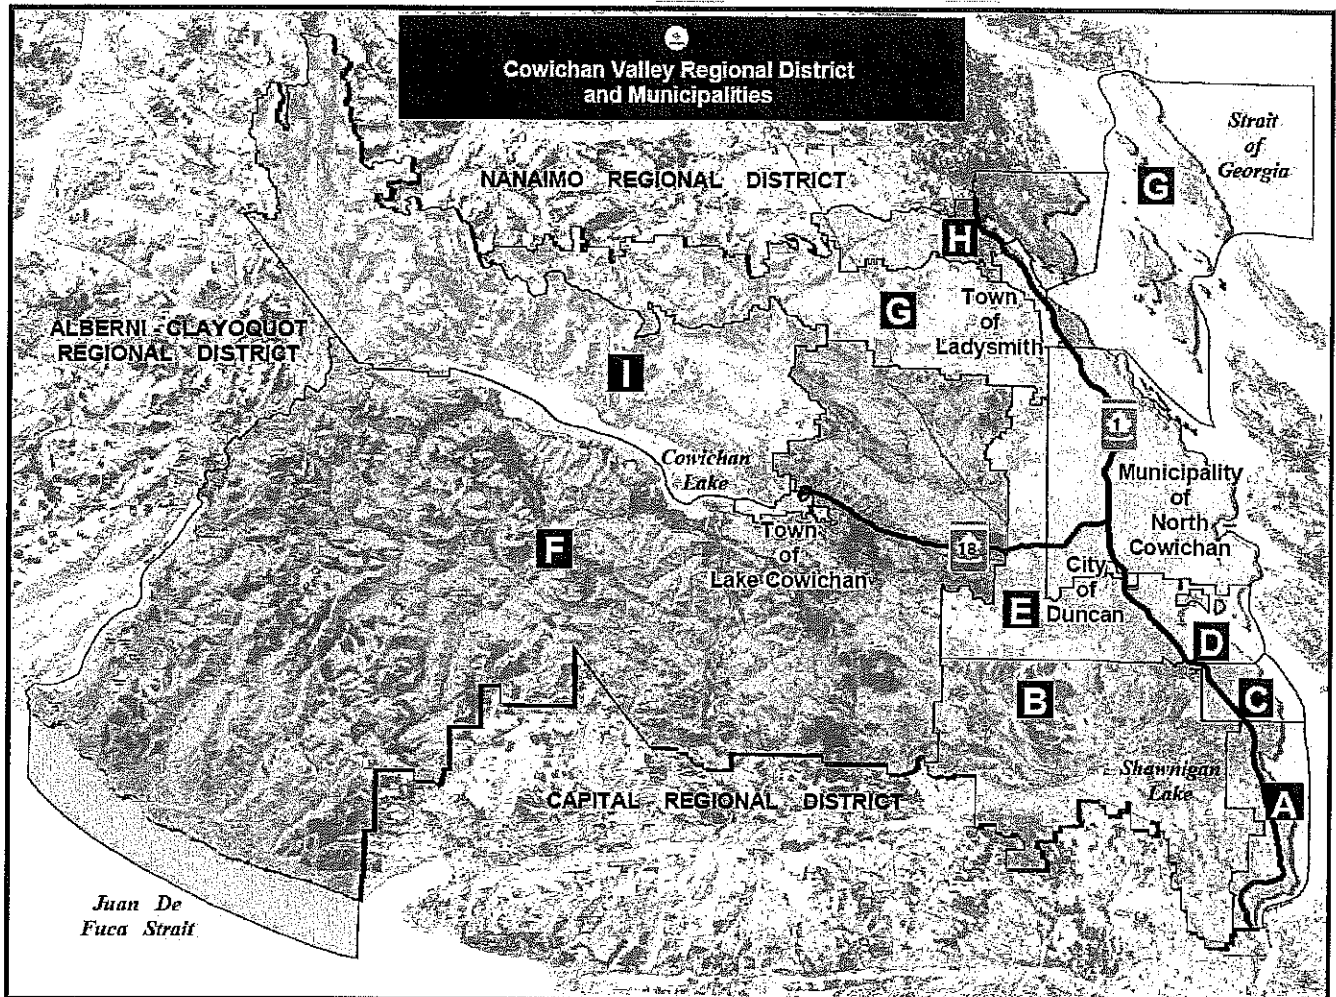 Cowichan Valley Regional District
and Municipalities
Strait
of
Georgia
NANAIMO REGIONAL DISTRICT
G
H
G
Town
of
Ladysmith
ALBERNI-CLAYOQUOT
REGIONAL DISTRICT
I
1
Cowichan
Lake
Municipality
of
North
Cowichan
F
Town
of
Lake Cowichan
18
City
of
Duncan
E
D
B
C
Shawnigan
Lake
A
CAPITAL REGIONAL DISTRICT
Juan De
Fuca Strait